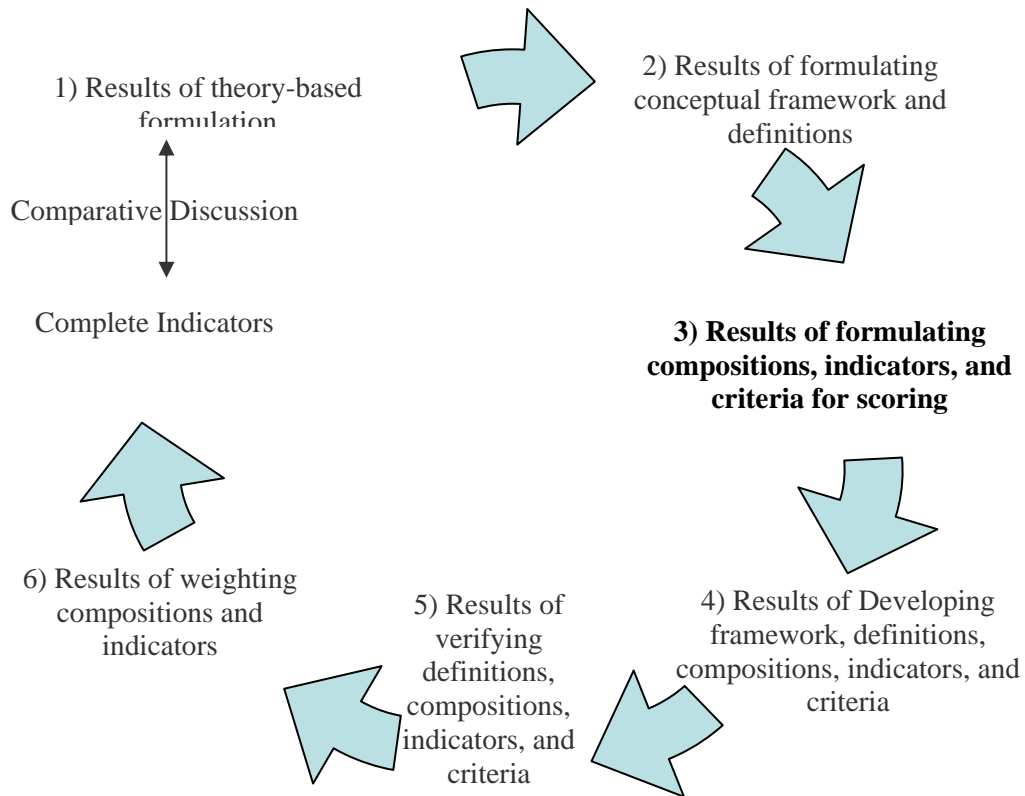 1) Results of theory-based
formulation
Comparative Discussion
Complete Indicators
2) Results of formulating
conceptual framework and
definitions
3) Results of formulating
compositions, indicators, and
criteria for scoring
4) Results of Developing
framework, definitions,
compositions, indicators, and
criteria
5) Results of
verifying
definitions,
compositions,
indicators, and
criteria
6) Results of weighting
compositions and
indicators